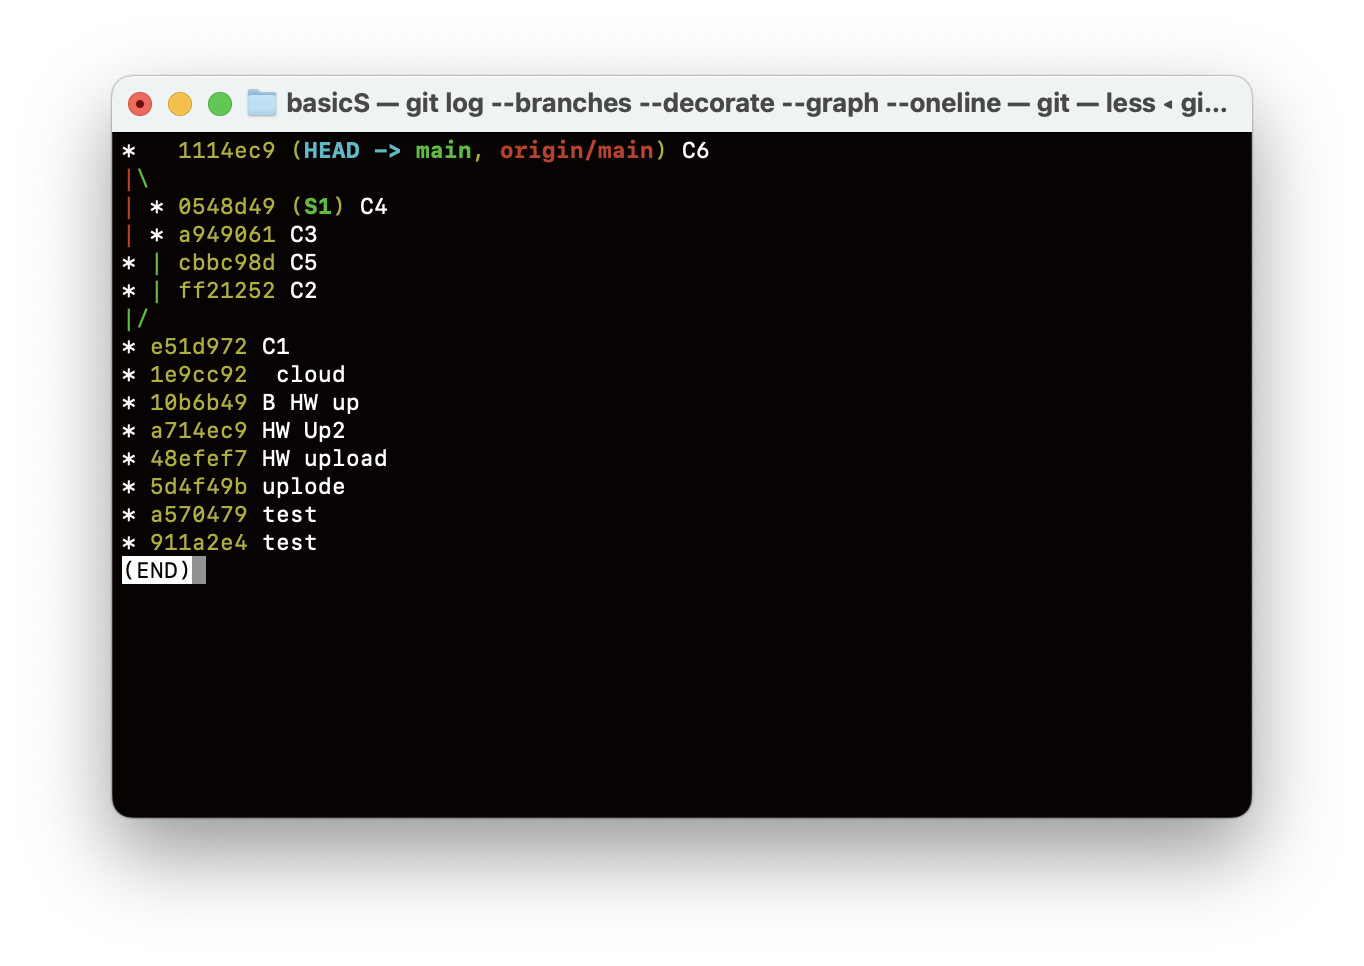 basicS — git log --branches --decorate --graph --oneline — git — less ◂ gi...
*   1114ec9 (HEAD -> main, origin/main) C6
|\
| * 0548d49 (S1) C4
| * a949061 C3
* | cbbc98d C5
* | ff21252 C2
|/
* e51d972 C1
* 1e9cc92  cloud
* 10b6b49 B HW up
* a714ec9 HW Up2
* 48efef7 HW upload
* 5d4f49b uplode
* a570479 test
* 911a2e4 test
(END)